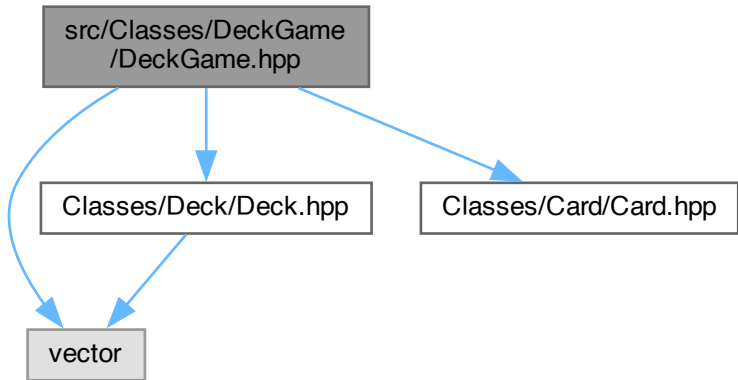 src/Classes/DeckGame
/DeckGame.hpp
Classes/Deck/Deck.hpp
Classes/Card/Card.hpp
vector